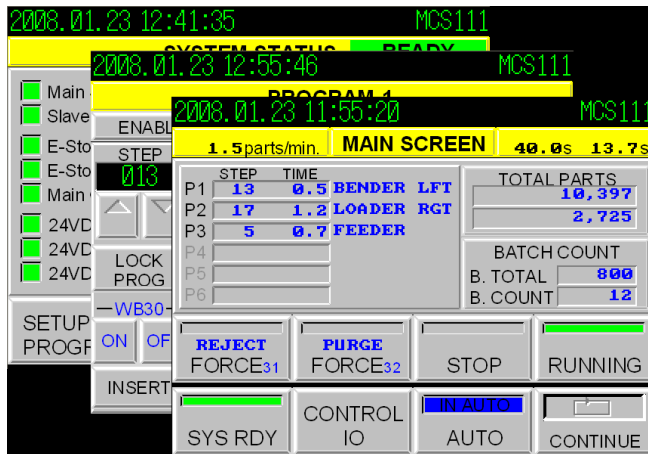 2008.01.23 12:41:35 MCS111
SYSTEM STATUS READY
Main
Slave
E-Sto
E-Sto
Main
24VD
24VD
24VD
SETUP
PROGR
2008.01.23 12:55:46 MCS111
PROGRAM 1
ENABL
STEP
013
LOCK
PROG
WB30
ON OF
INSERT
2008.01.23 11:55:20 MCS111
1.5parts/min. MAIN SCREEN 40.0s 13.7s
STEP TIME
P1 13 0.5 BENDER LFT
P2 17 1.2 LOADER RGT
P3 5 0.7 FEEDER
P4
P5
P6
TOTAL PARTS
10,397
2,725
BATCH COUNT
B. TOTAL 800
B. COUNT 12
REJECT
FORCE31
PURGE
FORCE32
STOP
RUNNING
SYS RDY
CONTROL
IO
IN AUTO
AUTO
CONTINUE